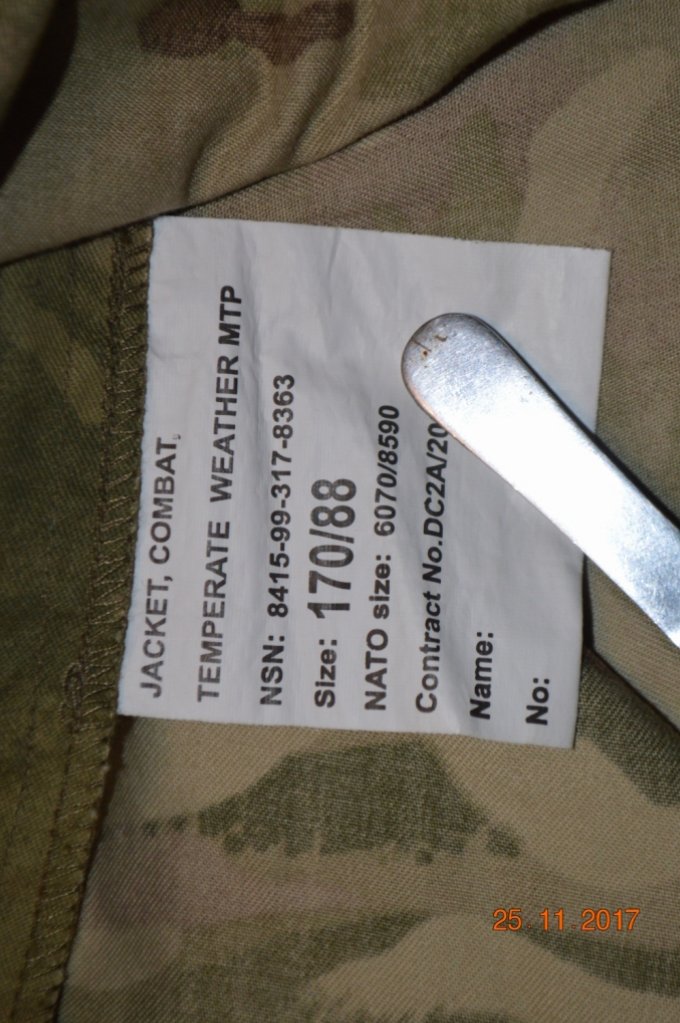 JACKET, COMBAT,
TEMPERATE WEATHER MTP
NSN: 8415-99-317-8363
Size: 170/88
NATO size: 6070/8590
Contract No.DC2A/20
Name:
No:
25 11 2017